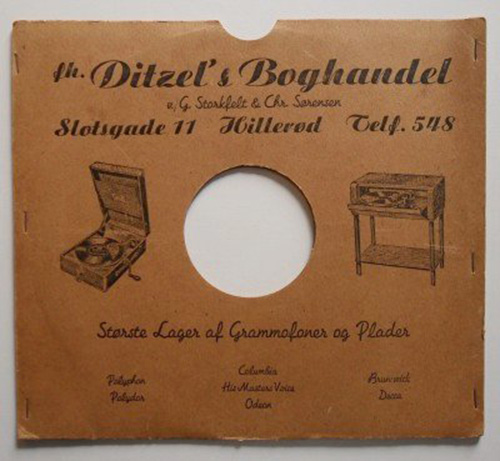 fh. Ditzel's Boghandel
v. G. Storkfelt & Chr. Sørensen
Slotsgade 11 Hillerød Telf. 548
Største Lager af Grammofoner og Plader
Polyphon
Polydor
Columbia
His Masters Voice
Odeon
Brunswick
Decca